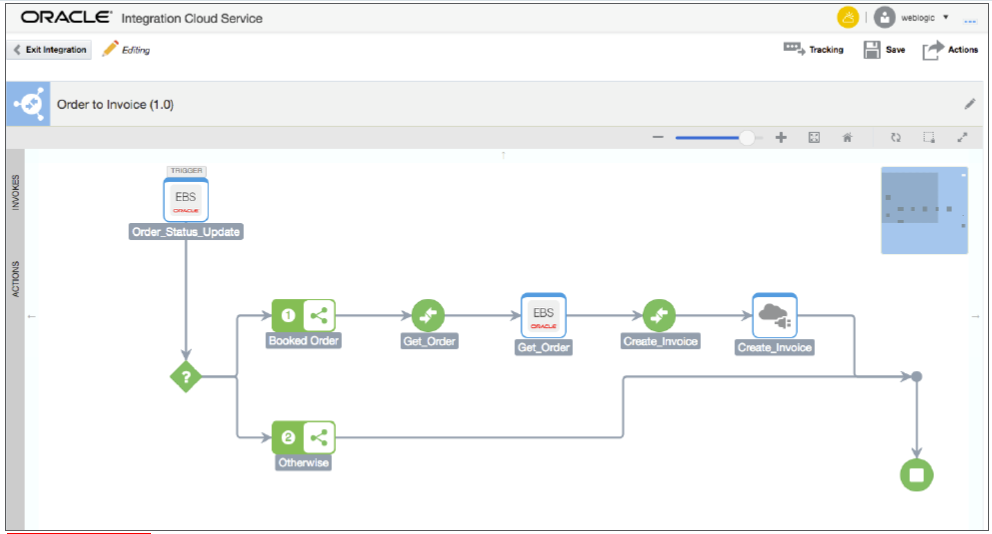 ORACLE® Integration Cloud Service
weblogic
Exit Integration
Editing
Tracking
Save
Actions
Order to Invoice (1.0)
INVOKES
ACTIONS
TRIGGER
EBS
ORACLE
Order_Status_Update
1
Booked Order
Get_Order
EBS
ORACLE
Get_Order
Create_Invoice
Create_Invoice
?
2
Otherwise